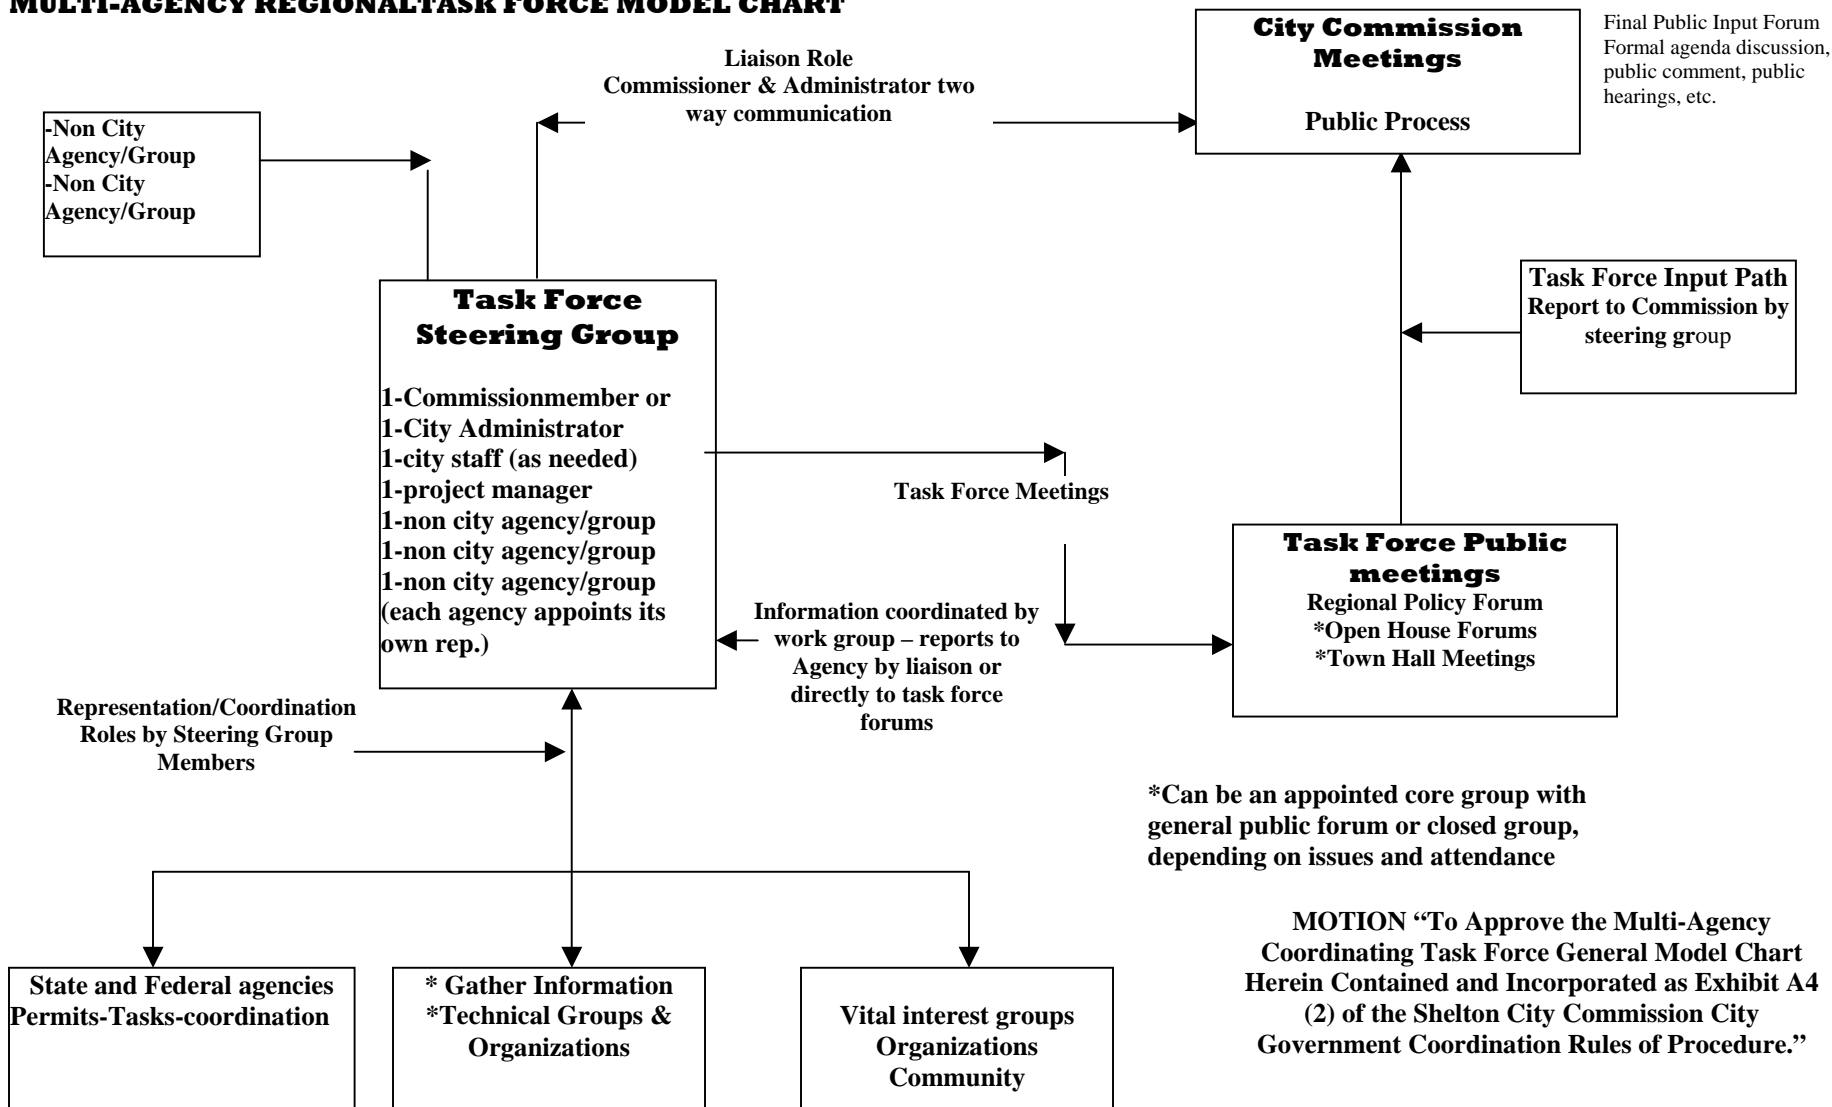 MULTI-AGENCY REGIONALTASK FORCE MODEL CHART
City Commission
Meetings
Public Process
Final Public Input Forum
Formal agenda discussion,
public comment, public
hearings, etc.
Liaison Role
Commissioner & Administrator two
way communication
-Non City
Agency/Group
-Non City
Agency/Group
Task Force Input Path
Report to Commission by
steering group
Task Force
Steering Group
1-Commissionmember or
1-City Administrator
1-city staff (as needed)
1-project manager
1-non city agency/group
1-non city agency/group
1-non city agency/group
(each agency appoints its
own rep.)
Task Force Meetings
Task Force Public
meetings
Regional Policy Forum
*Open House Forums
*Town Hall Meetings
Information coordinated by
work group – reports to
Agency by liaison or
directly to task force
forums
Representation/Coordination
Roles by Steering Group
Members
*Can be an appointed core group with
general public forum or closed group,
depending on issues and attendance
MOTION “To Approve the Multi-Agency
Coordinating Task Force General Model Chart
Herein Contained and Incorporated as Exhibit A4
(2) of the Shelton City Commission City
Government Coordination Rules of Procedure.”
State and Federal agencies
Permits-Tasks-coordination
* Gather Information
*Technical Groups &
Organizations
Vital interest groups
Organizations
Community